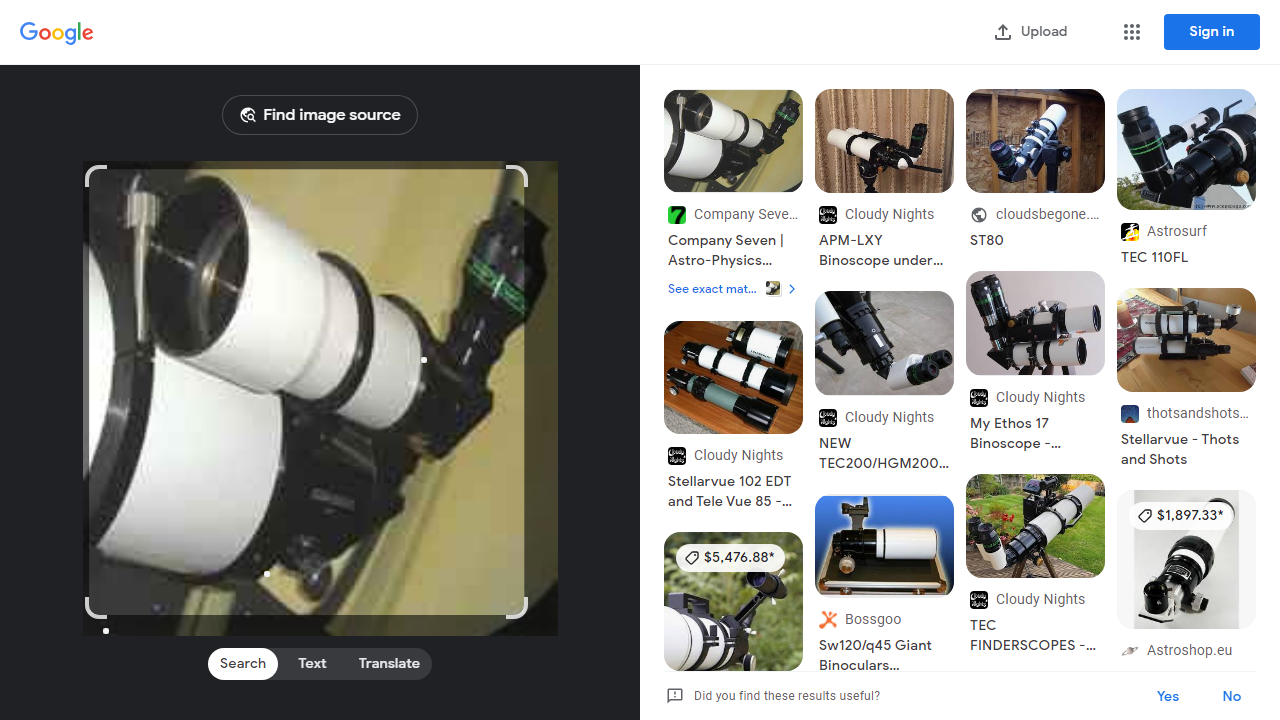 Google
Upload
Sign in
Find image source
Search
Text
Translate
Company Seve...
Company Seven |
Astro-Physics...
See exact mat...
Cloudy Nights
Stellarvue 102 EDT
and Tele Vue 85 -...
$5,476.88*
Cloudy Nights
APM-LXY
Binoscope under...
Cloudy Nights
NEW
TEC200/HGM200...
Bossgoo
Sw120/q45 Giant
Binoculars...
cloudsbegone....
ST80
Cloudy Nights
My Ethos 17
Binoscope -...
Cloudy Nights
TEC
FINDERSCOPES -...
Astrosurf
TEC 110FL
thotsandshots...
Stellarvue - Thots
and Shots
$1,897.33*
Astroshop.eu
Did you find these results useful?
Yes
No